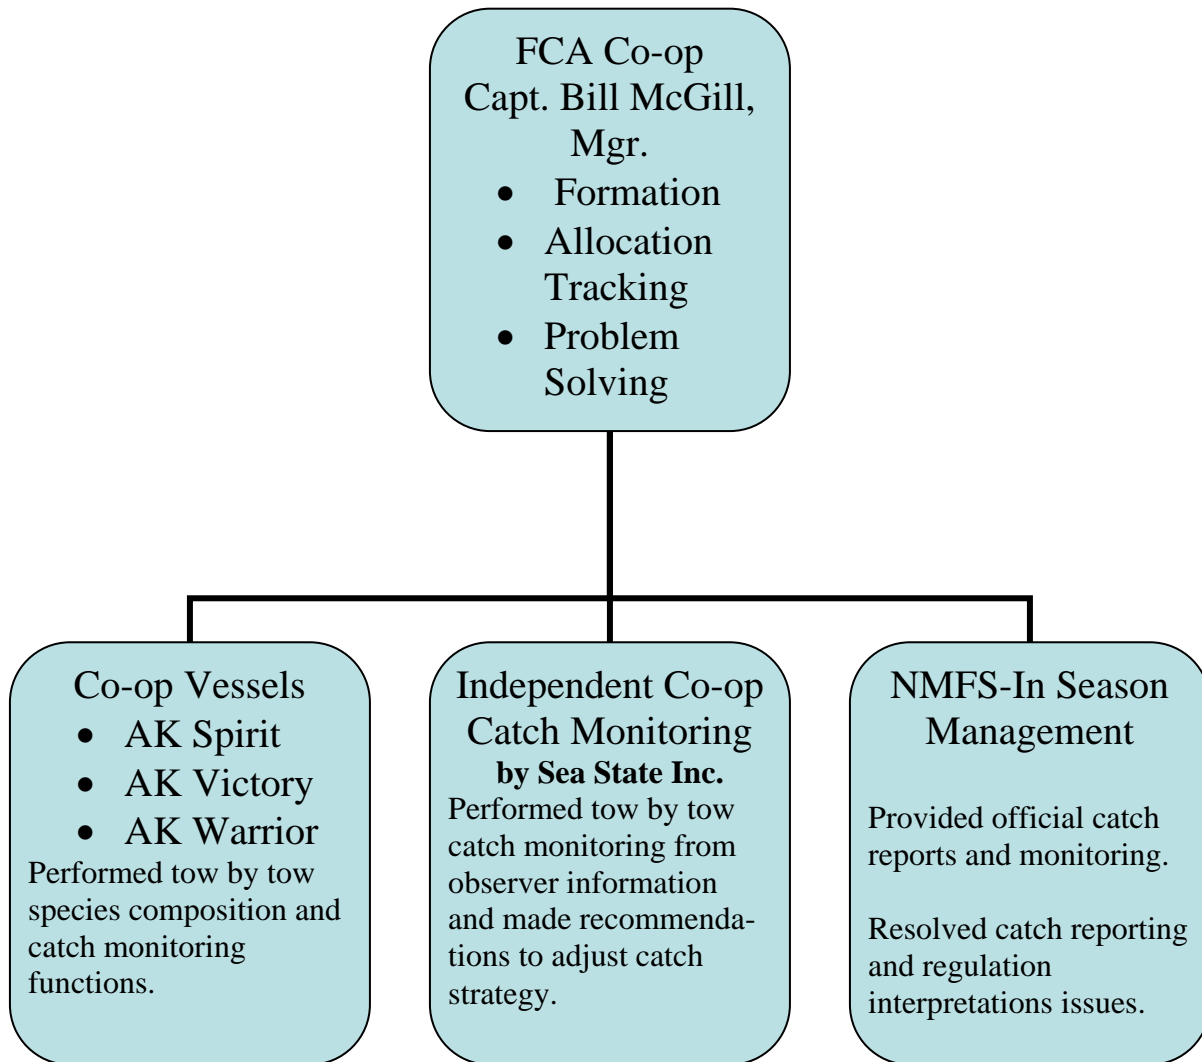 FCA Co-op
Capt. Bill McGill,
Mgr.
• Formation
• Allocation
Tracking
• Problem
Solving
Co-op Vessels
• AK Spirit
• AK Victory
• AK Warrior
Performed tow by tow
species composition and
catch monitoring
functions.
Independent Co-op
Catch Monitoring
by Sea State Inc.
Performed tow by tow
catch monitoring from
observer information
and made recommenda-
tions to adjust catch
strategy.
NMFS-In Season
Management
Provided official catch
reports and monitoring.
Resolved catch reporting
and regulation
interpretations issues.